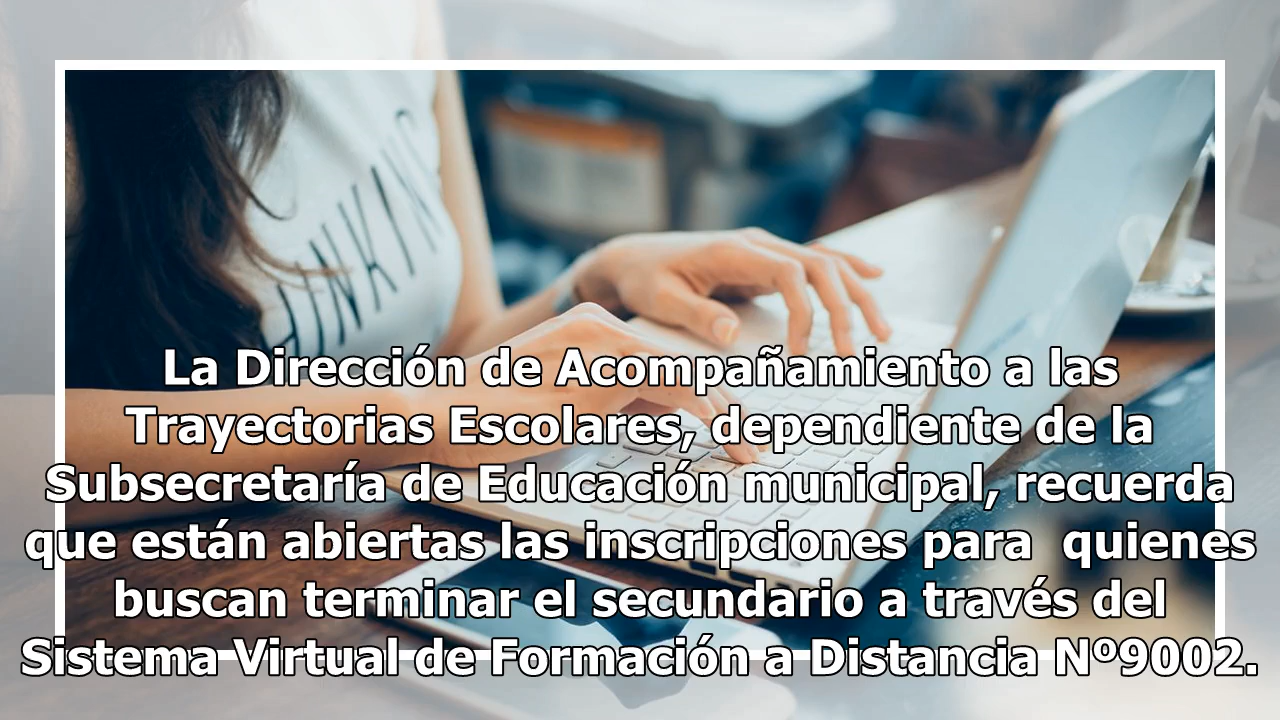 HINKIN
La Dirección de Acompañamiento a las
Trayectorias Escolares, dependiente de la
Subsecretaría de Educación municipal, recuerda
que están abiertas las inscripciones para  quienes
buscan terminar el secundario a través del
Sistema Virtual de Formación a Distancia Nº9002.